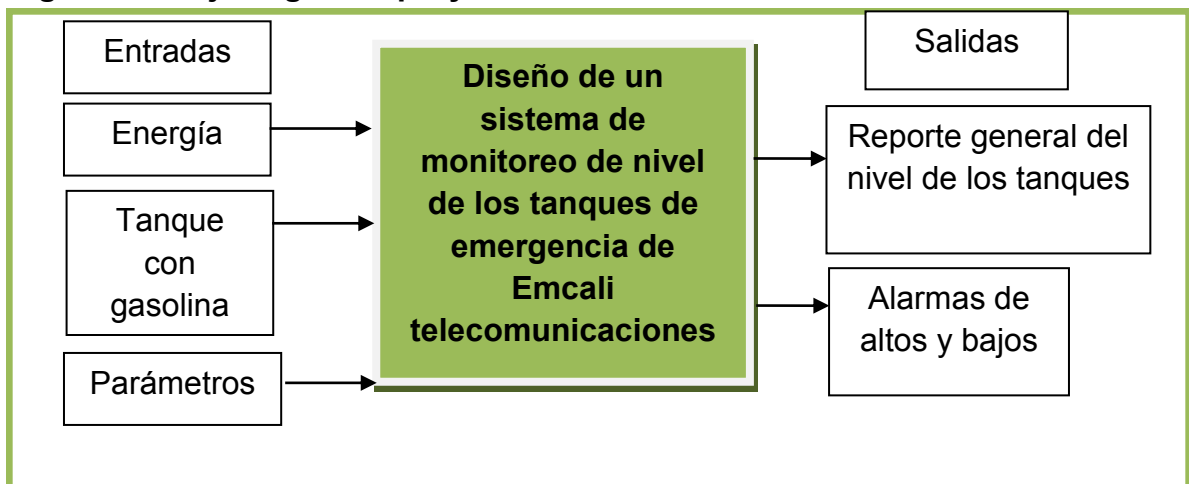 Entradas
Energía
Tanque
con
gasolina
Parámetros
Diseño de un
sistema de
monitoreo de nivel
de los tanques de
emergencia de
Emcali
telecomunicaciones
Salidas
Reporte general del
nivel de los tanques
Alarmas de
altos y bajos